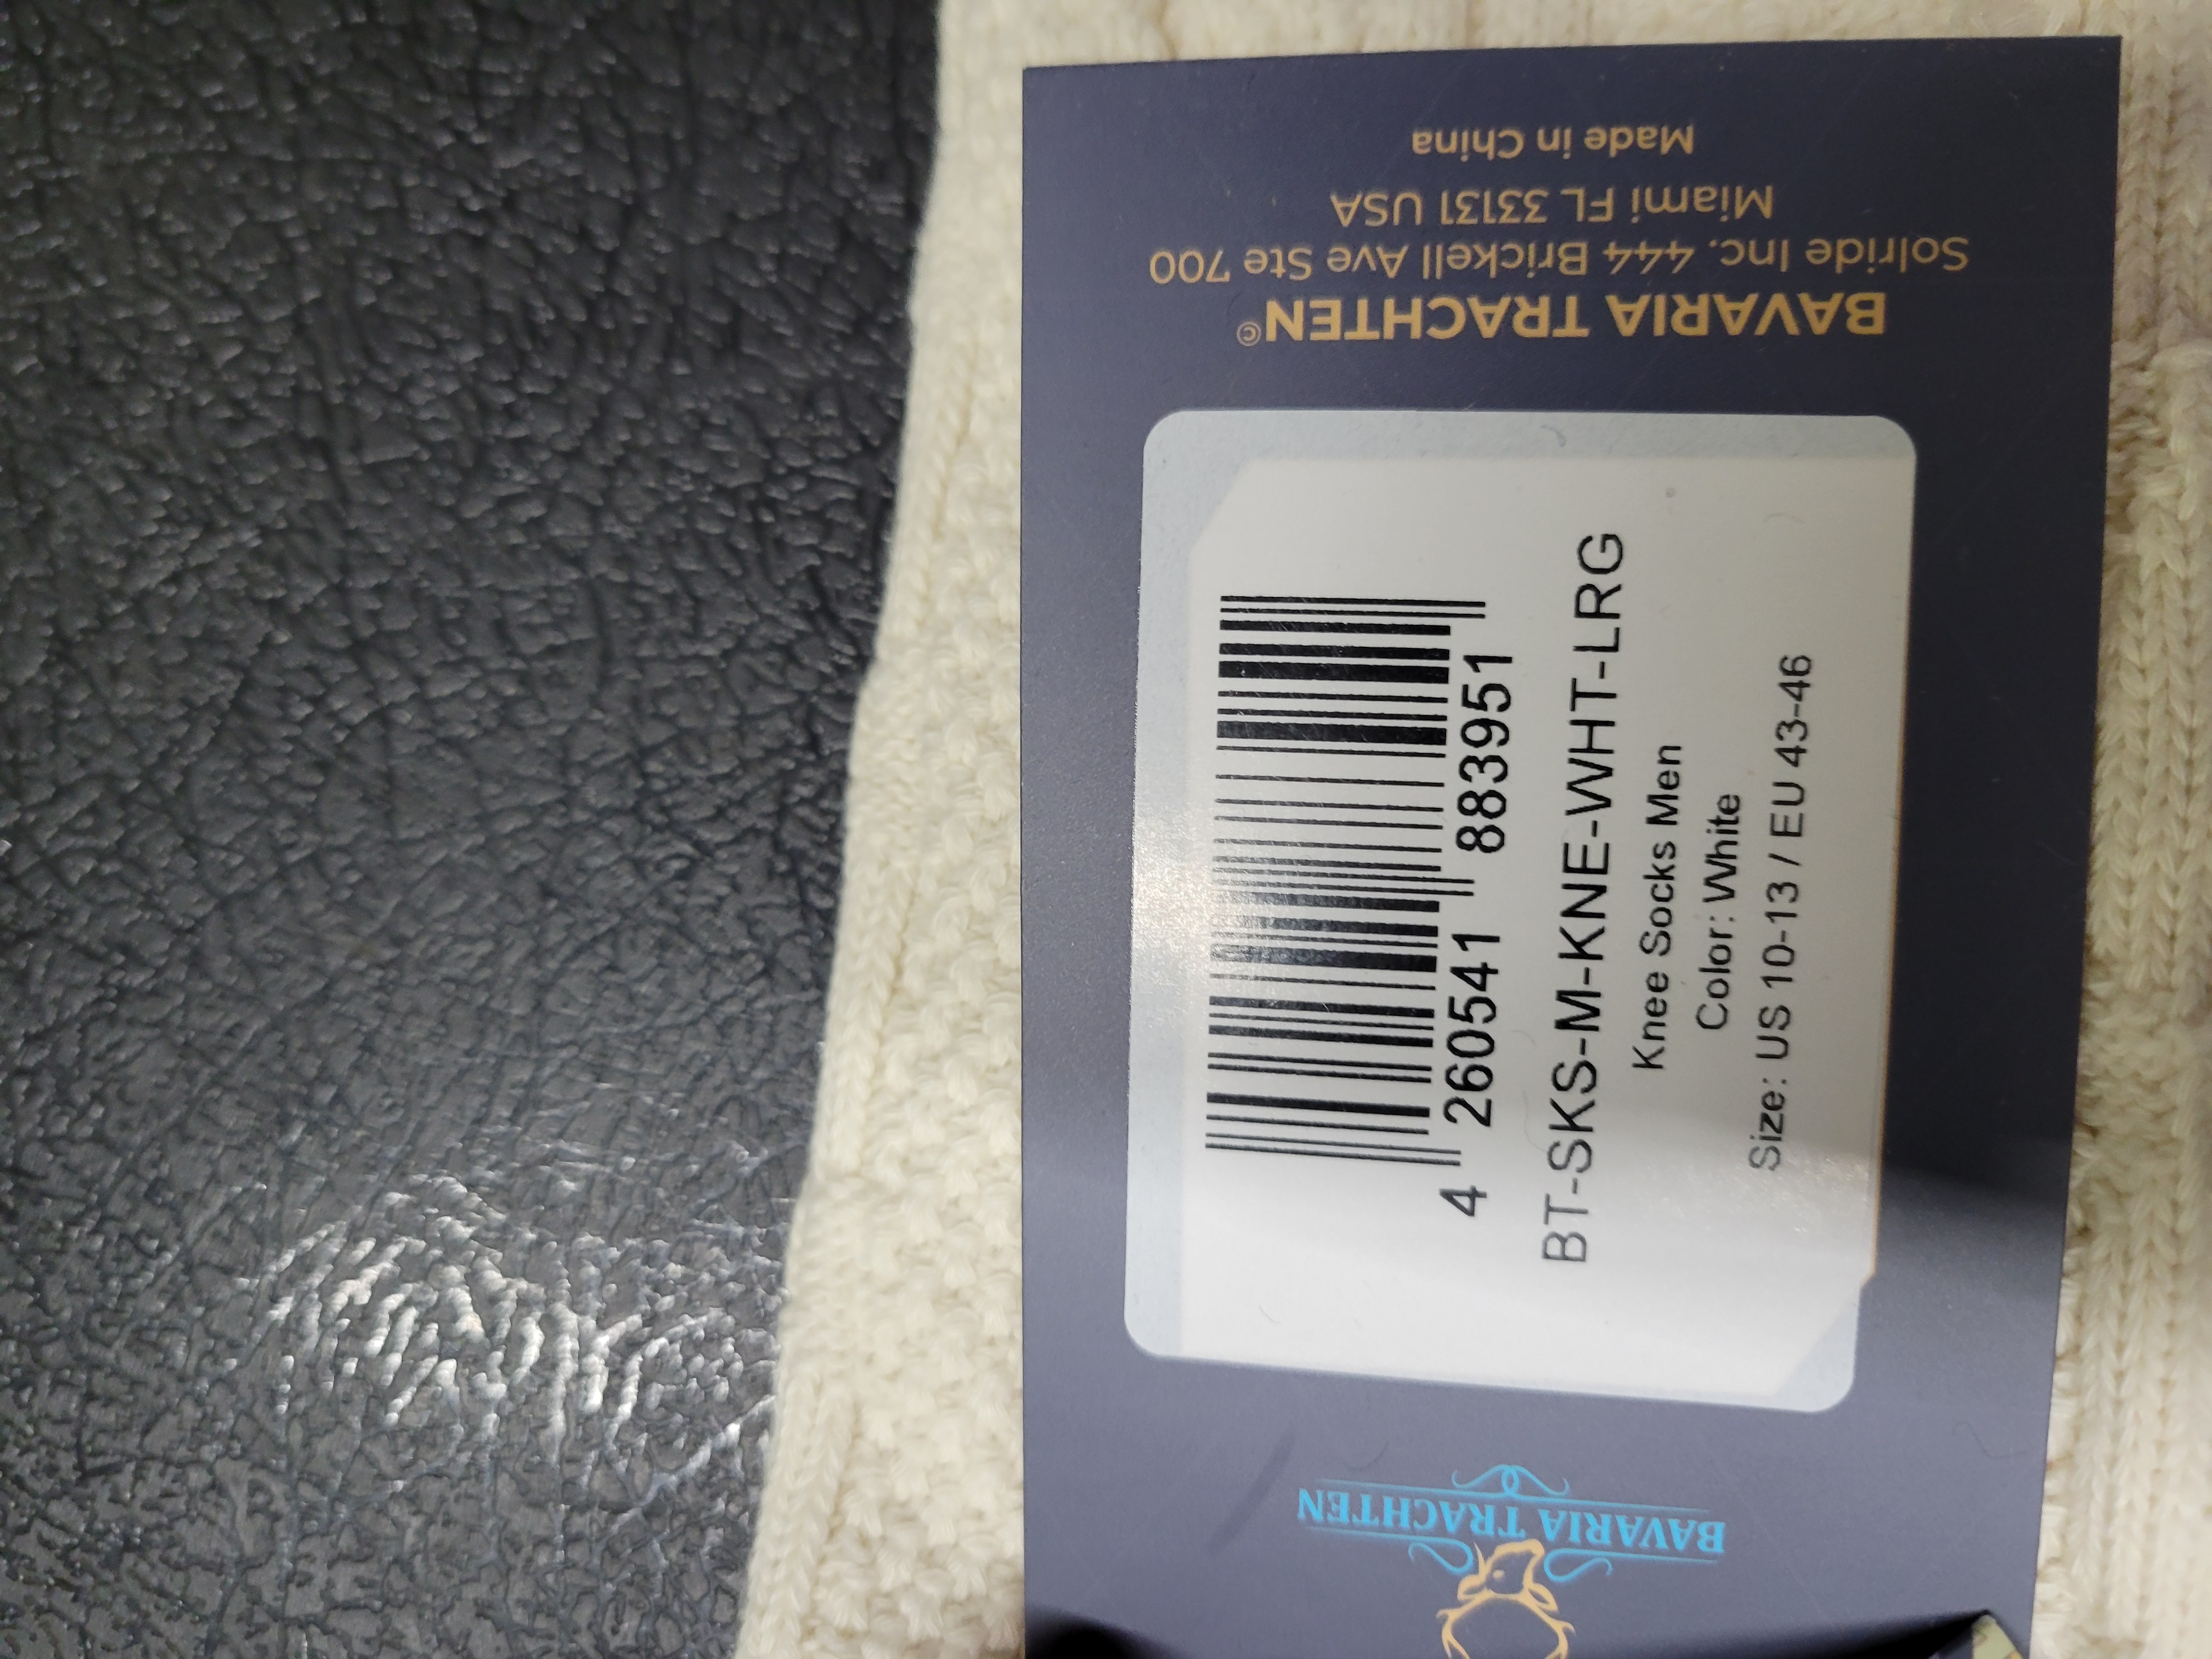 BAVARIA TRACHTEN
4 260541 883951
BT-SKS-M-KNE-WHT-LRG
Knee Socks Men
Color: White
Size: US 10-13 / EU 43-46
BAVARIA TRACHTEN©
Solride Inc. 444 Brickell Ave Ste 700
Miami FL 33131 USA
Made in China